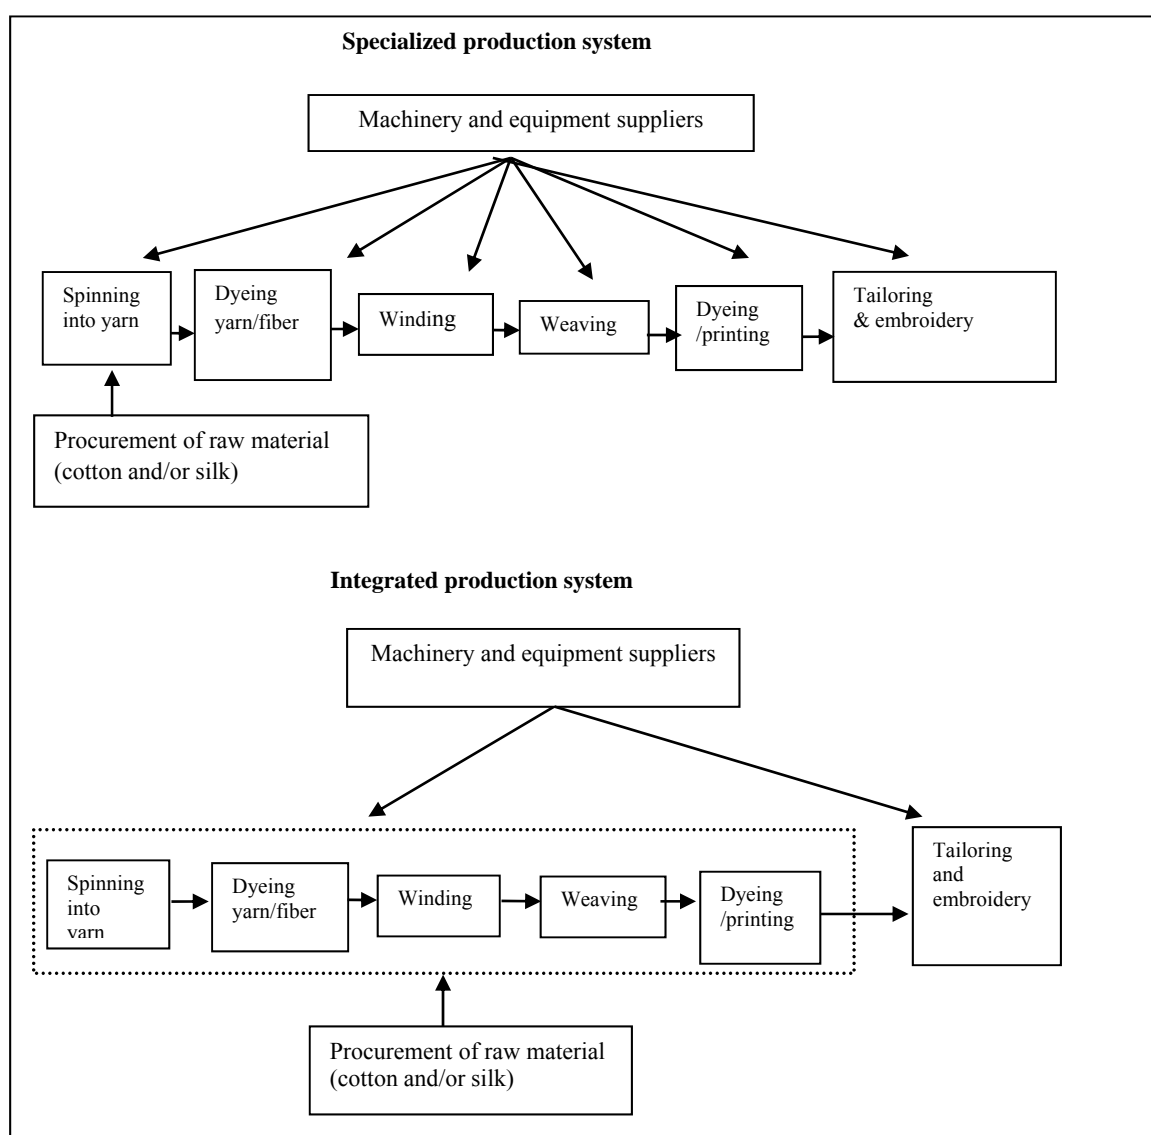 Specialized production system
Machinery and equipment suppliers
Spinning
into yarn
Dyeing
yarn/fiber
Winding
Weaving
Dyeing
/printing
Tailoring
& embroidery
Procurement of raw material
(cotton and/or silk)
Integrated production system
Machinery and equipment suppliers
Spinning
into
yarn
Dyeing
yarn/fiber
Winding
Weaving
Dyeing
/printing
Tailoring
and
embroidery
Procurement of raw material
(cotton and/or silk)